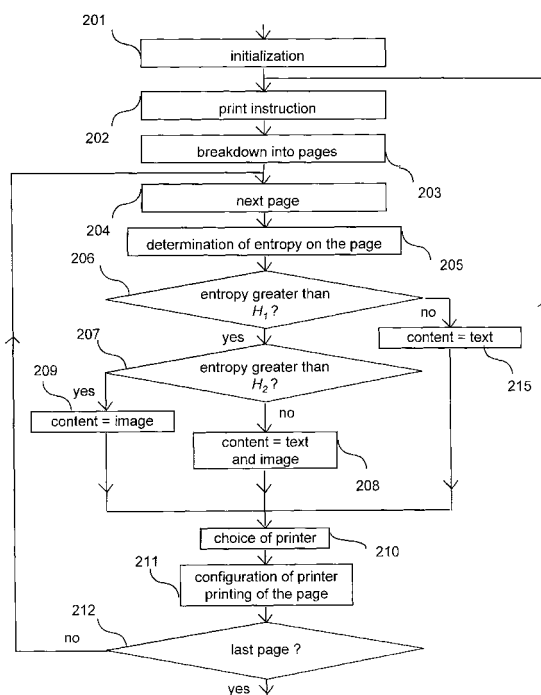 201
initialization
print instruction
202
breakdown into pages
203
next page
204
determination of entropy on the page
205
206
entropy greater than
H₁ ?
no
yes
content = text
215
207
entropy greater than
H₂ ?
yes
209
no
content = image
content = text
and image
208
choice of printer
210
211
configuration of printer
printing of the page
212
no
last page ?
yes